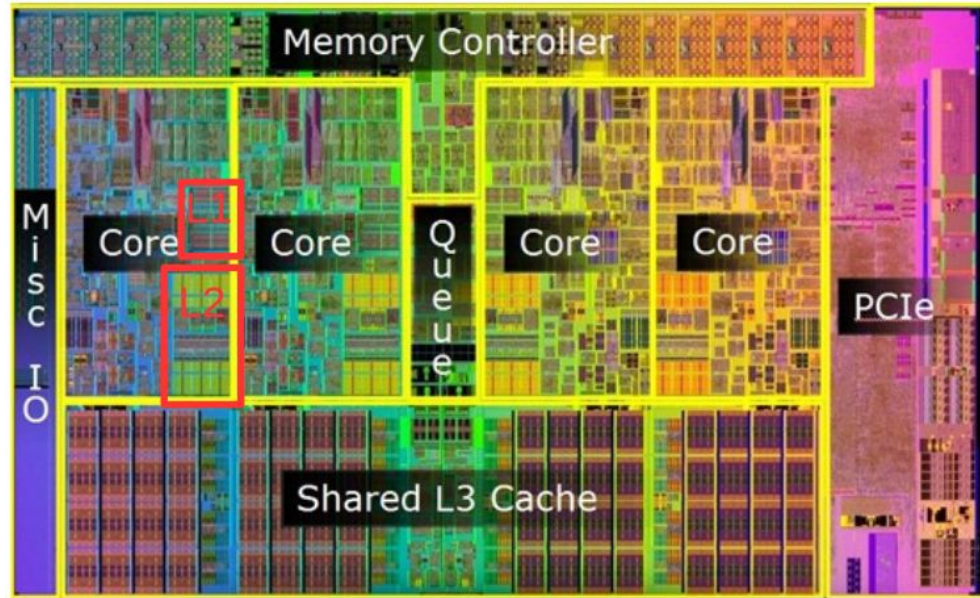 Memory Controller
Misc IO
Core
L1
L2
Core
Queue
Core
Core
PCIe
Shared L3 Cache